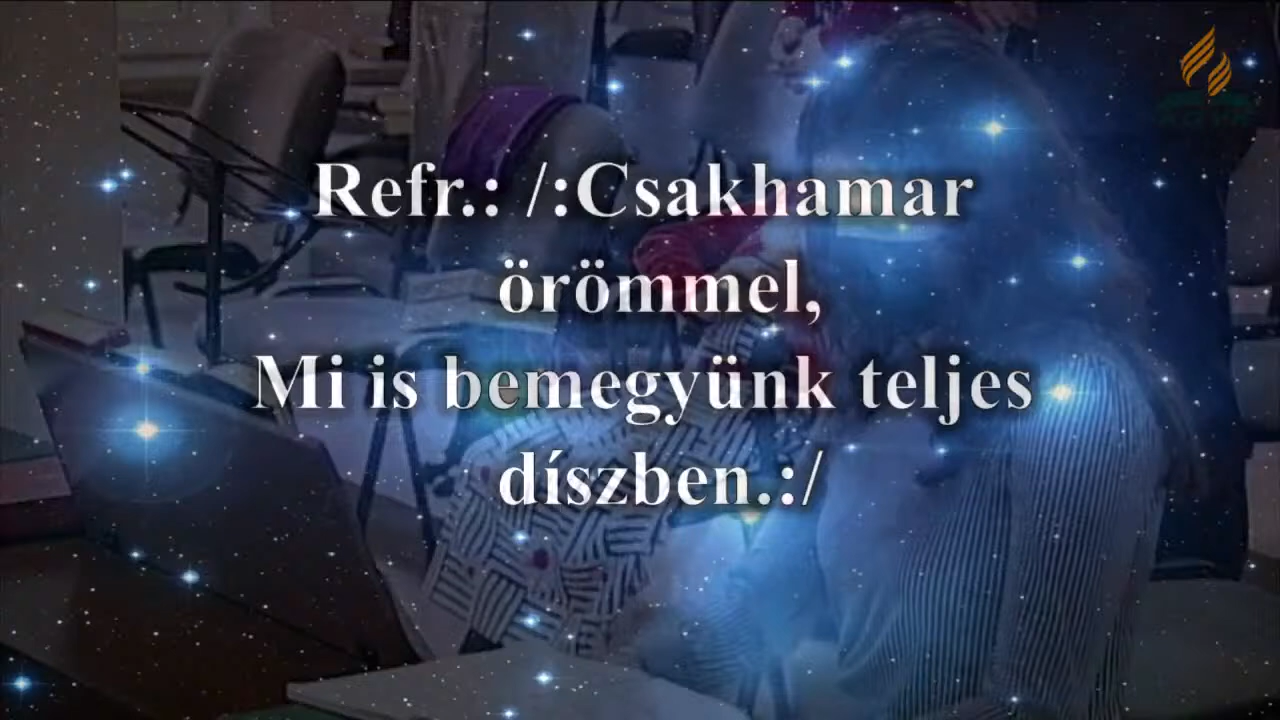 Refr.: /:Csakhamar
örömmel,
Mi is bemegyünk teljes
díszben.:/